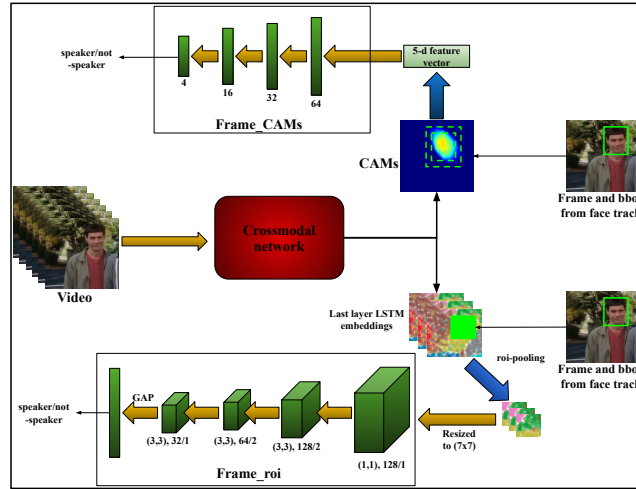 speaker/not
-speaker
4
16
32
64
5-d feature
vector
Frame_CAMs
CAMs
Frame and bbo
from face track
Crossmodal
network
Video
Last layer LSTM
embeddings
roi-pooling
Frame and bbo
from face track
speaker/not
-speaker
GAP
(3,3), 32/1
(3,3), 64/2
(3,3), 128/2
(1,1), 128/1
Resized
to (7x7)
Frame_roi